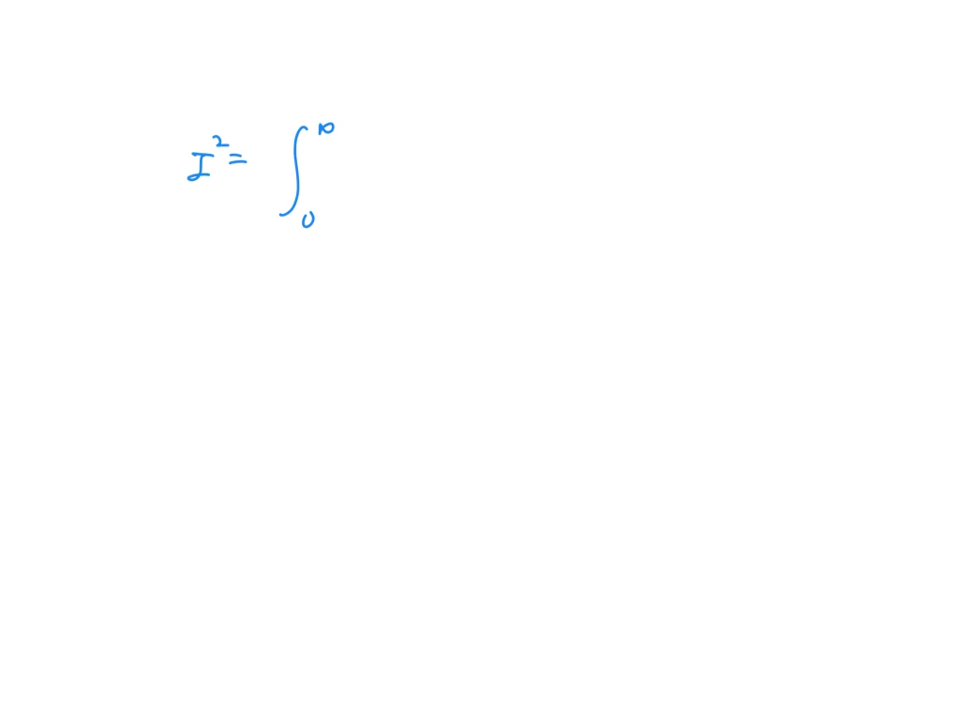 I² = ∫₀^∞